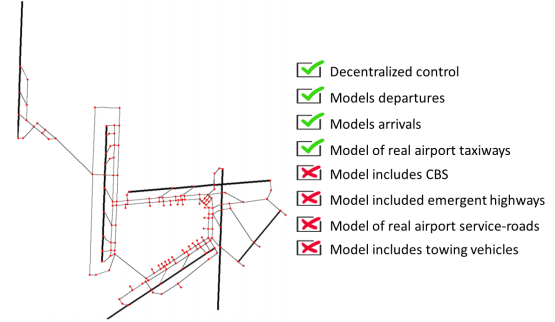 Decentralized control
Models departures
Models arrivals
Model of real airport taxiways
Model includes CBS
Model included emergent highways
Model of real airport service-roads
Model includes towing vehicles